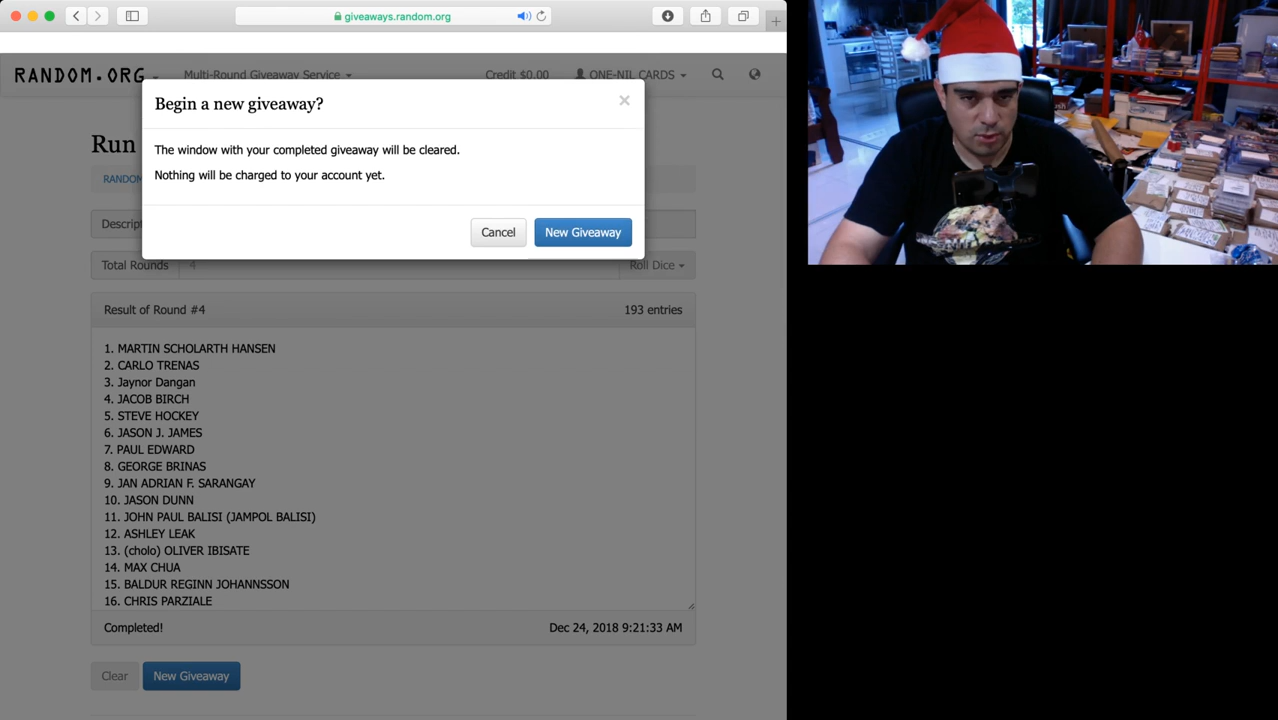 giveaways.random.org
RANDOM.ORG Multi-Round Giveaway Service Credit $0.00 ONE-NIL CARDS
Begin a new giveaway?
The window with your completed giveaway will be cleared.
Nothing will be charged to your account yet.
Cancel New Giveaway
Run
RANDOM
Descrip
Total Rounds 4 Roll Dice
Result of Round #4 193 entries
1. MARTIN SCHOLARTH HANSEN
2. CARLO TRENAS
3. Jaynor Dangan
4. JACOB BIRCH
5. STEVE HOCKEY
6. JASON J. JAMES
7. PAUL EDWARD
8. GEORGE BRINAS
9. JAN ADRIAN F. SARANGAY
10. JASON DUNN
11. JOHN PAUL BALISI (JAMPOL BALISI)
12. ASHLEY LEAK
13. (cholo) OLIVER IBISATE
14. MAX CHUA
15. BALDUR REGINN JOHANNSSON
16. CHRIS PARZIALE
Completed! Dec 24, 2018 9:21:33 AM
Clear New Giveaway